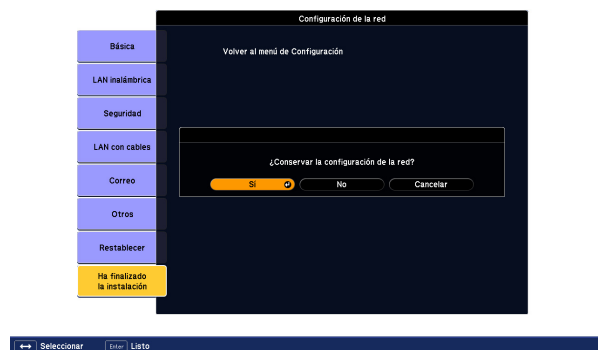 Configuración de la red
Básica
Volver al menú de Configuración
LAN inalámbrica
Seguridad
LAN con cables
¿Conservar la configuración de la red?
Sí No Cancelar
Correo
Otros
Restablecer
Ha finalizado
la instalación
Seleccionar Enter Listo